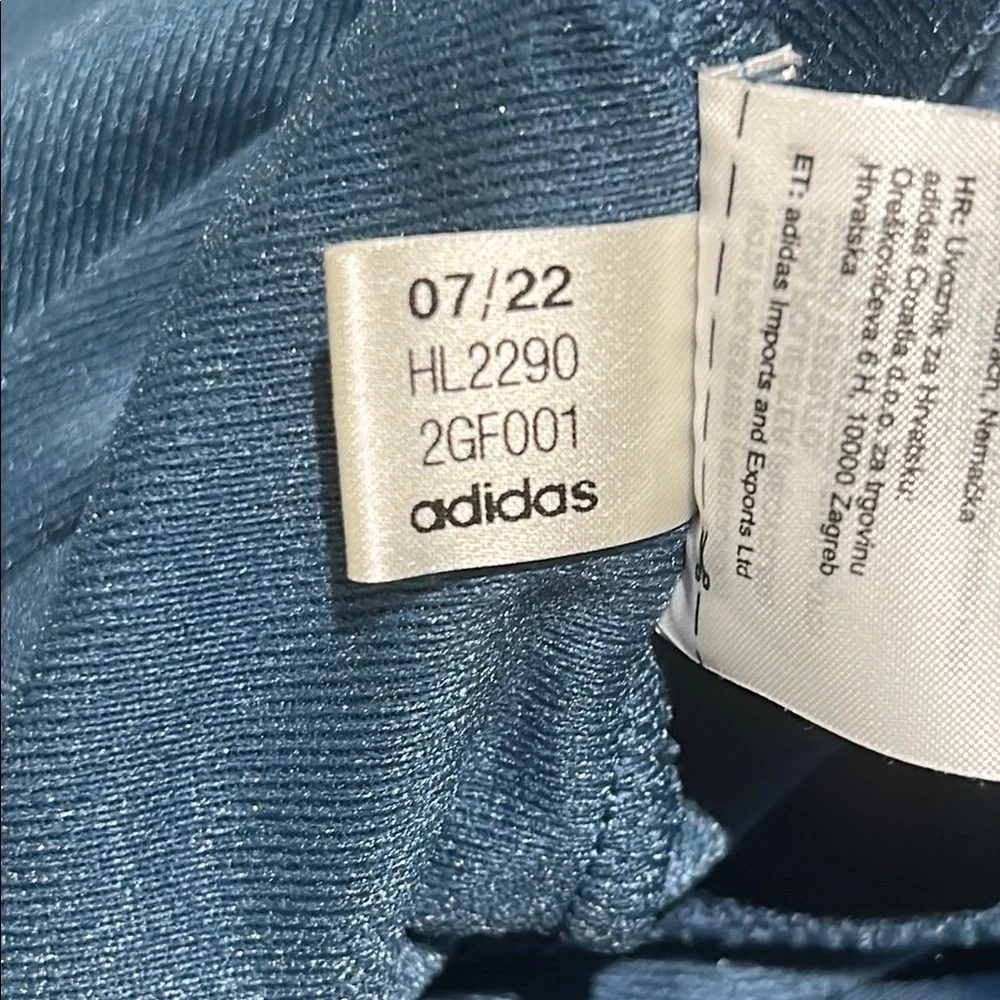 07/22
HL2290
2GF001
adidas
HR: Uvoznik za Hrvatsku:
adidas Croatia d.o.o. za trgovinu
Oreškovićeva 6 H, 10000 Zagreb
Hrvatska
ET: adidas Imports and Exports Ltd
Nemačka